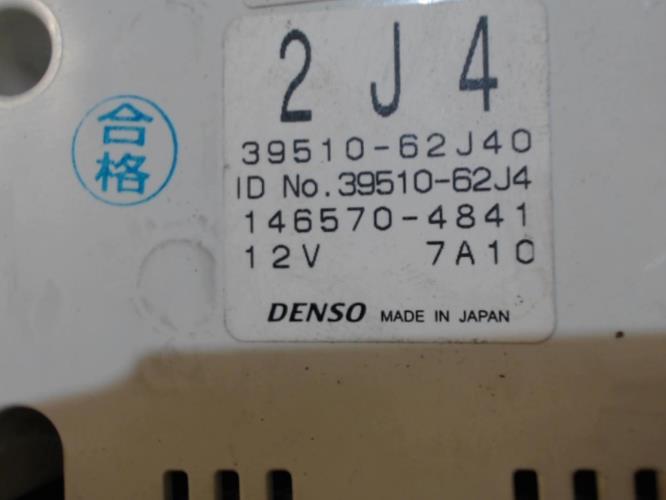 2 J 4
合格
39510-62J40
ID No.39510-62J4
146570-4841
12V 7A10
DENSO MADE IN JAPAN